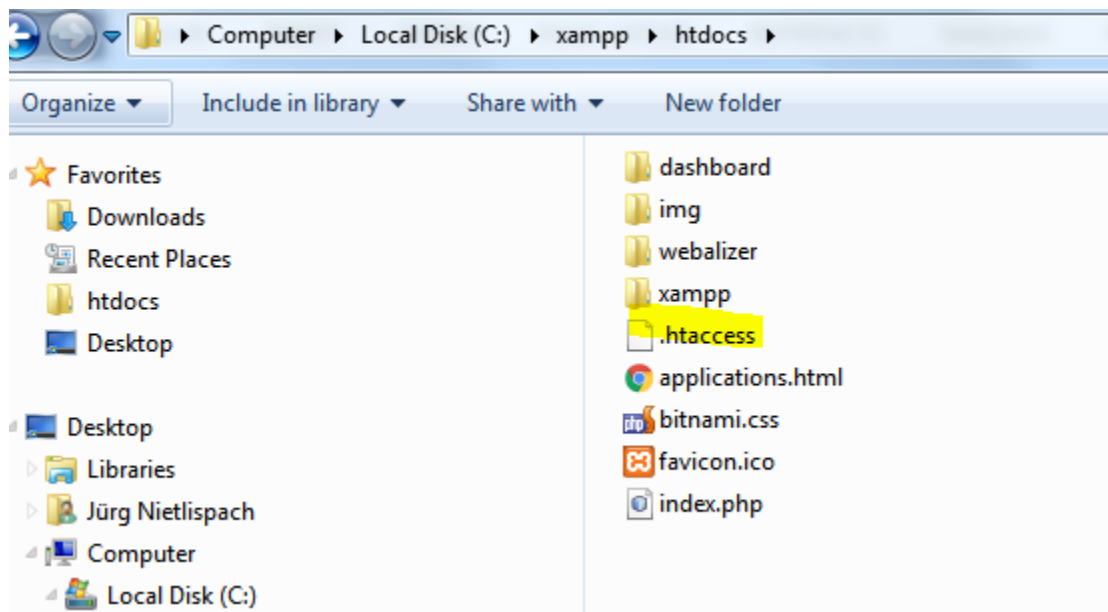 Computer Local Disk (C:) xampp htdocs
Organize Include in library Share with New folder
Favorites
Downloads
Recent Places
htdocs
Desktop
Desktop
Libraries
Jürg Nietlispach
Computer
Local Disk (C:)
dashboard
img
webalizer
xampp
.htaccess
applications.html
bitnami.css
favicon.ico
index.php